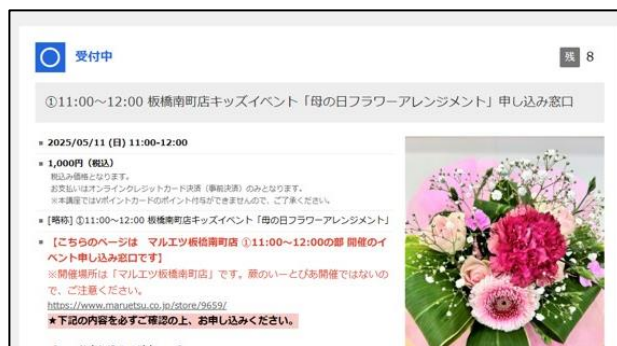 受付中
残 8
①11:00～12:00 板橋南町店キッズイベント「母の日フラワーアレンジメント」申し込み窓口
2025/05/11 (日) 11:00-12:00
1,000円（税込）
税込み価格となります。
お支払いはオンラインクレジットカード決済（事前決済）のみとなります。
※本講座ではVポイントカードのポイント付与ができませんので、ご了承ください。
[略称] ①11:00～12:00 板橋南町店キッズイベント「母の日フラワーアレンジメント」
【こちらのページは　マルエツ板橋南町店 ①11:00～12:00の部 開催のイ
ベント申し込み窓口です】
※開催場所は「マルエツ板橋南町店」です。蕨のいーとぴあ開催ではないの
で、ご注意ください。
https://www.maruetsu.co.jp/store/9659/
★下記の内容を必ずご確認の上、お申し込みください。